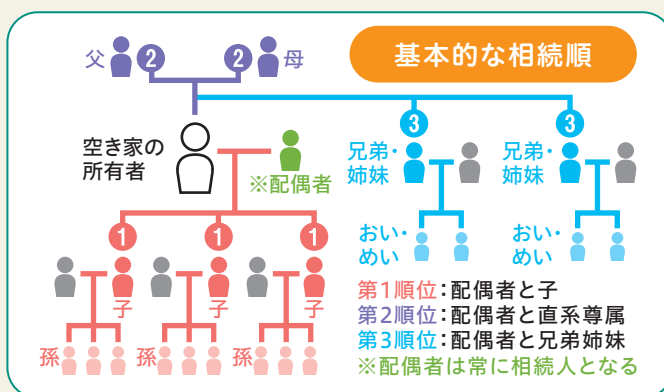 基本的な相続順
父
2
2
母
3
3
空き家の
所有者
※配偶者
兄弟・
姉妹
兄弟・
姉妹
1
1
1
おい・
めい
おい・
めい
子
子
子
孫
孫
孫
第1順位：配偶者と子
第2順位：配偶者と直系尊属
第3順位：配偶者と兄弟姉妹
※配偶者は常に相続人となる